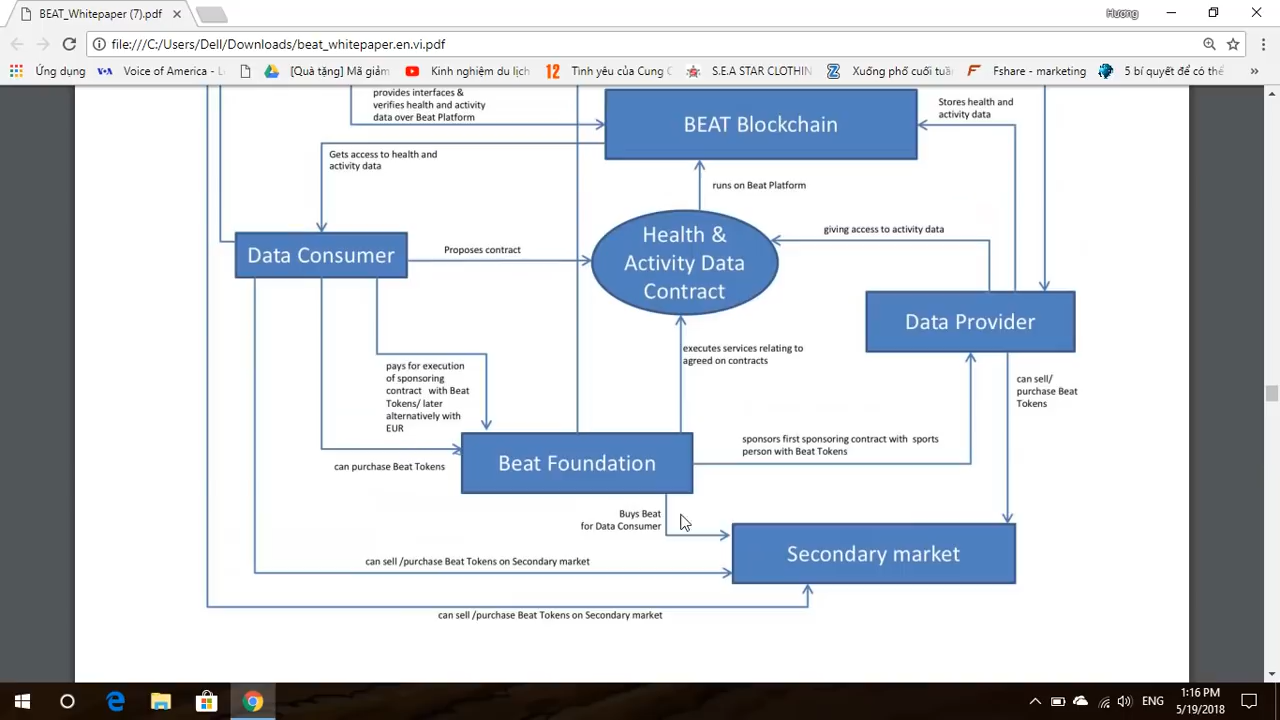 BEAT_Whitepaper (7).pdf
Hương
file:///C:/Users/Dell/Downloads/beat_whitepaper.en.vi.pdf
Ứng dụng
VOA
Voice of America - L
[Quà tặng] Mã giảm
Kinh nghiệm du lịch
12
Tình yêu của Cung C
S.E.A STAR CLOTHIN
Z
Xuống phố cuối tuần
F
Fshare - marketing
5 bí quyết để có thể
provides interfaces &
verifies health and activity
data over Beat Platform
BEAT Blockchain
Stores health and
activity data
Gets access to health and
activity data
runs on Beat Platform
Data Consumer
Proposes contract
Health &
Activity Data
Contract
giving access to activity data
Data Provider
executes services relating to
agreed on contracts
pays for execution
of sponsoring
contract with Beat
Tokens/ later
alternatively with
EUR
can sell/
purchase Beat
Tokens
can purchase Beat Tokens
Beat Foundation
sponsors first sponsoring contract with sports
person with Beat Tokens
Buys Beat
for Data Consumer
Secondary market
can sell /purchase Beat Tokens on Secondary market
can sell /purchase Beat Tokens on Secondary market
ENG
1:16 PM
5/19/2018